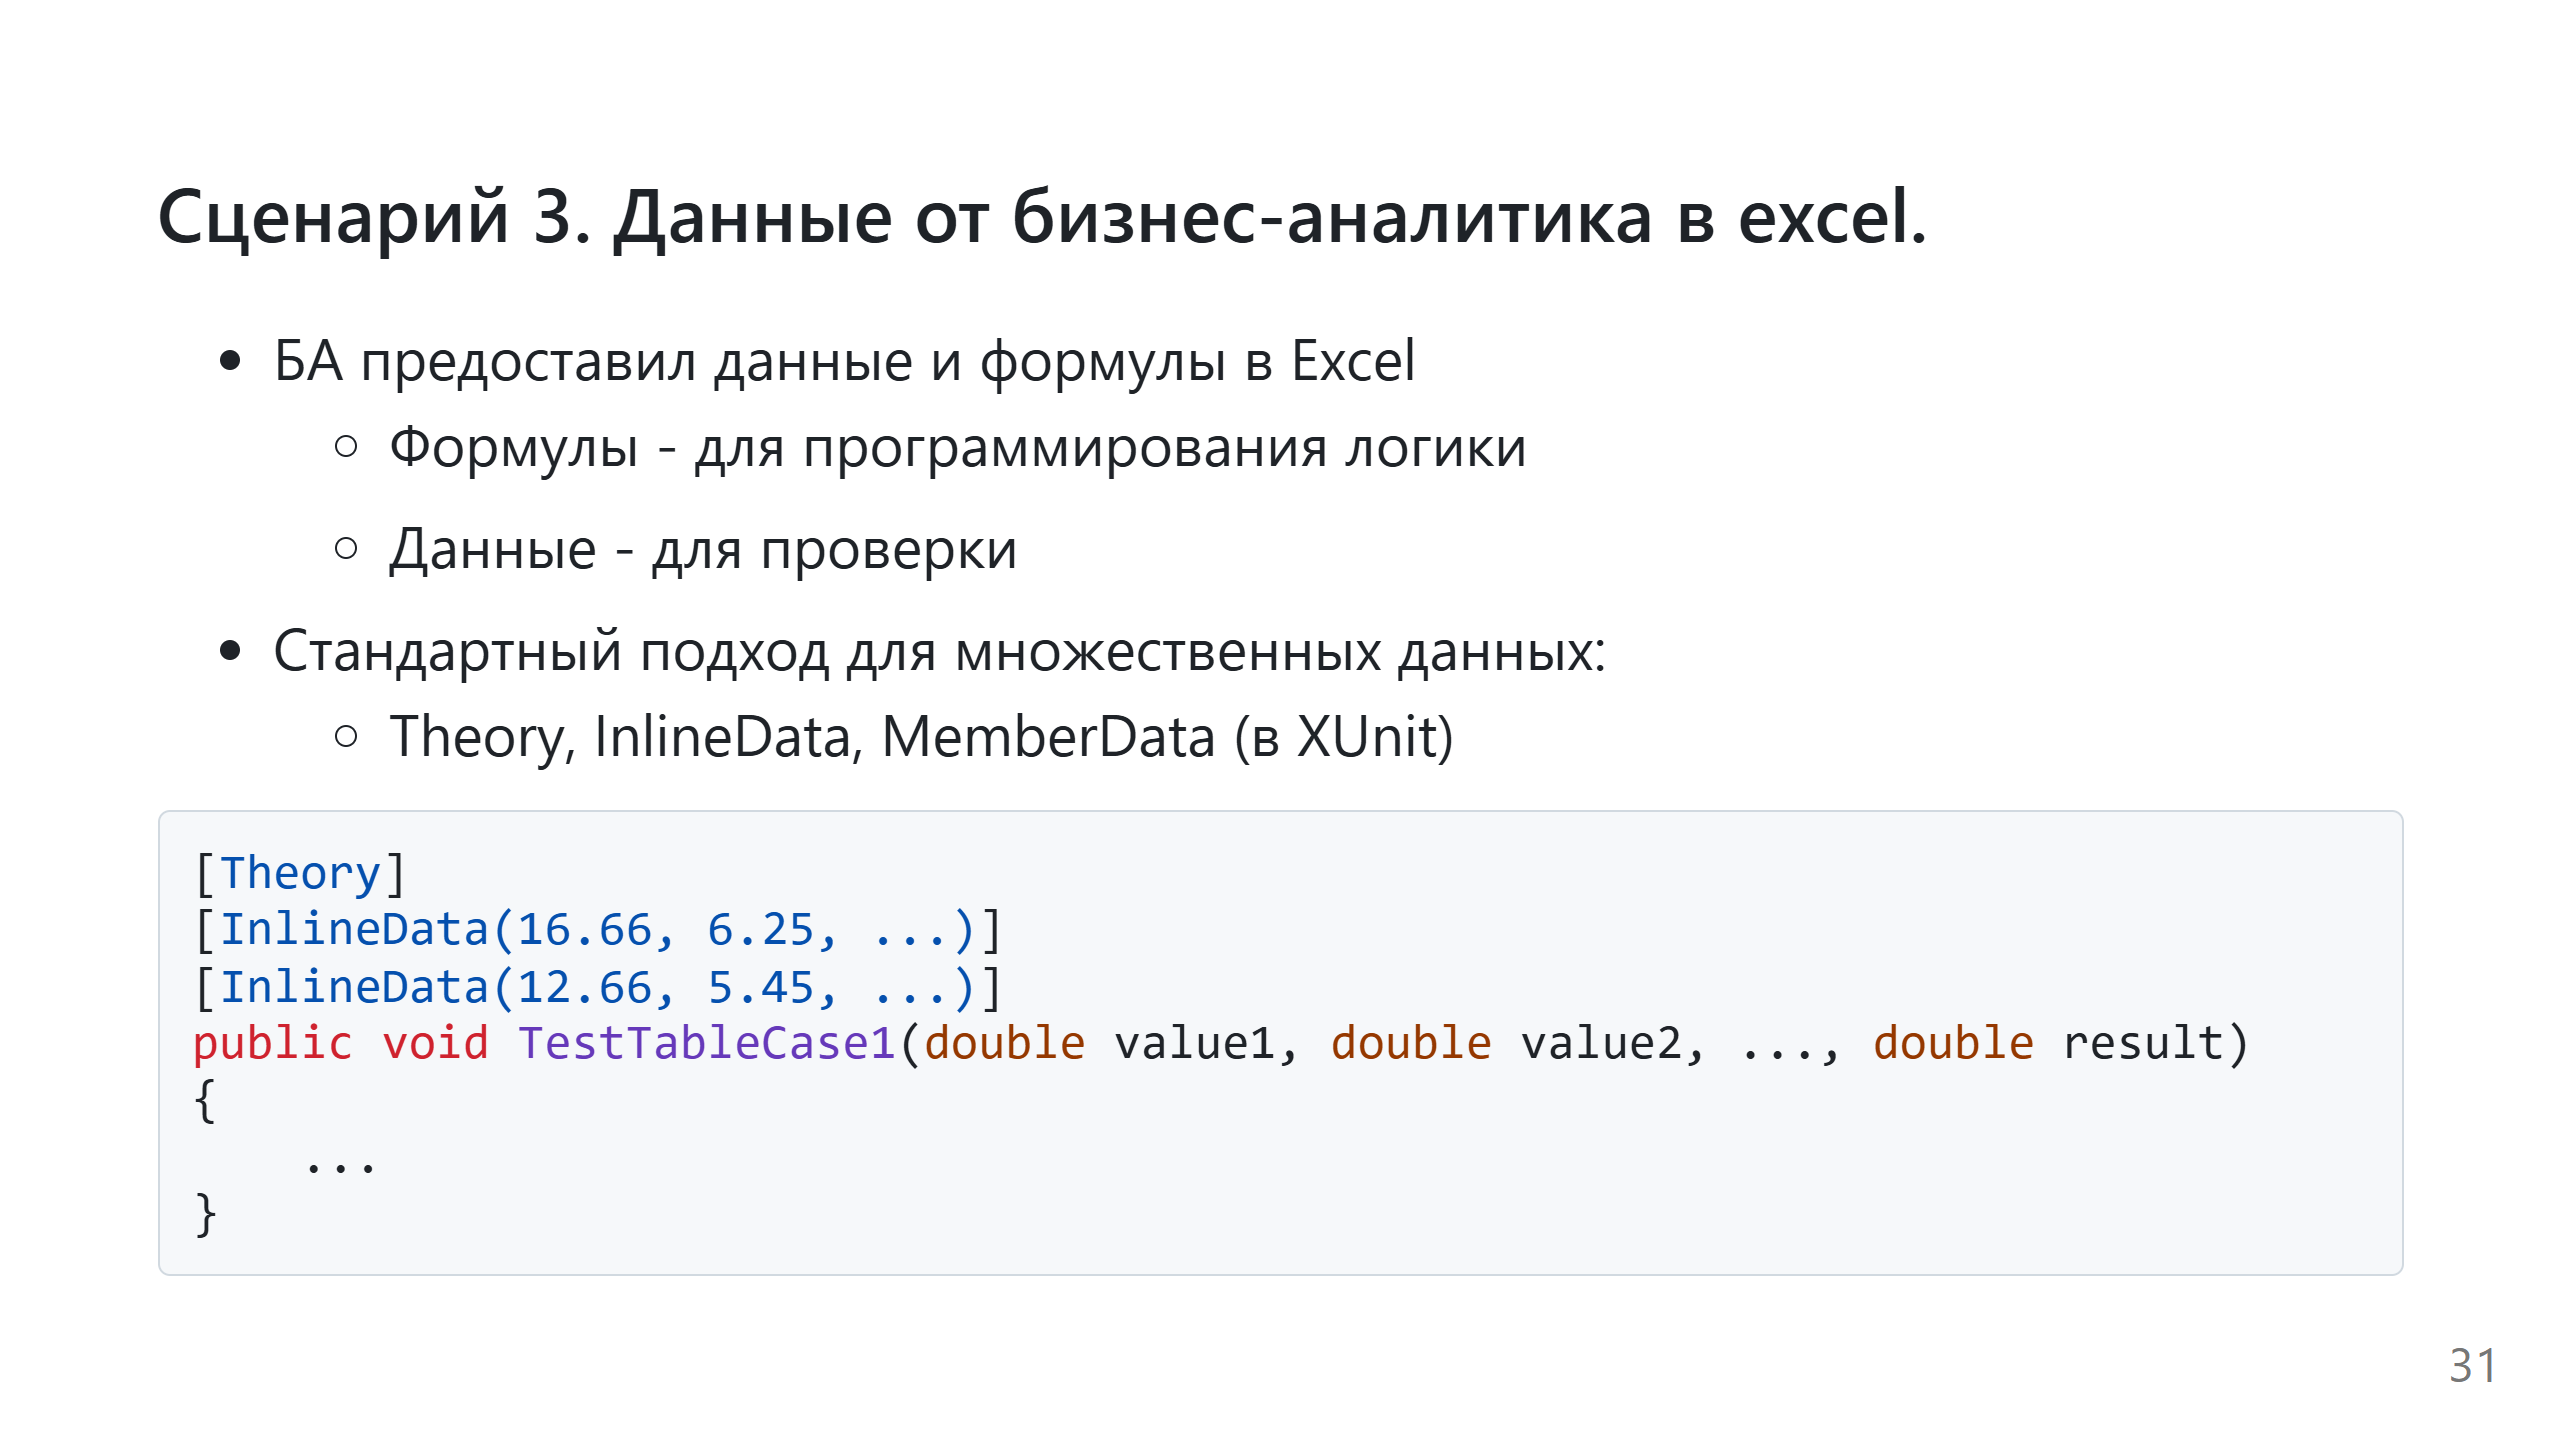 Сценарий 3. Данные от бизнес-аналитика в excel.
• БА предоставил данные и формулы в Excel
○ Формулы - для программирования логики
○ Данные - для проверки
• Стандартный подход для множественных данных:
○ Theory, InlineData, MemberData (в XUnit)
[Theory]
[InlineData(16.66, 6.25, ...)]
[InlineData(12.66, 5.45, ...)]
public void TestTableCase1(double value1, double value2, ..., double result)
{
    ...
}
31